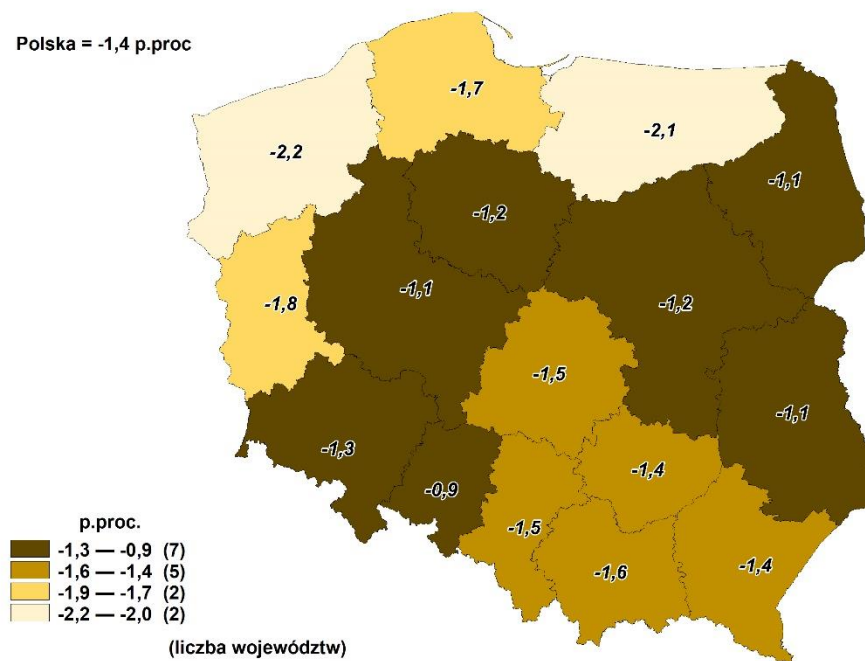 Polska = -1,4 p.proc
-1,7
-2,2
-2,1
-1,1
-1,2
-1,1
-1,8
-1,2
-1,5
-1,1
-1,3
-1,4
-0,9
-1,5
-1,4
-1,6
p.proc.
-1,3 — -0,9 (7)
-1,6 — -1,4 (5)
-1,9 — -1,7 (2)
-2,2 — -2,0 (2)
(liczba województw)